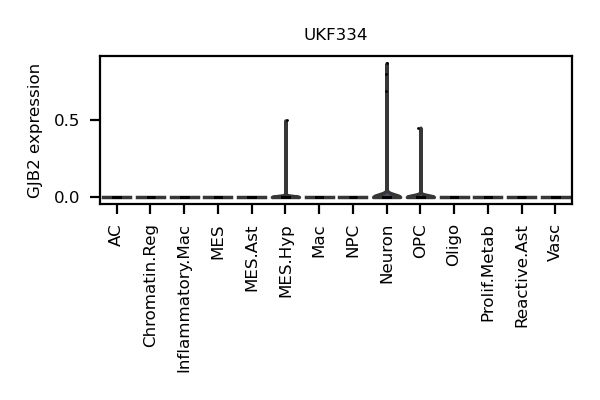 UKF334
GJB2 expression
0.5
0.0
AC
Chromatin.Reg
Inflammatory.Mac
MES
MES.Ast
MES.Hyp
Mac
NPC
Neuron
OPC
Oligo
Prolif.Metab
Reactive.Ast
Vasc